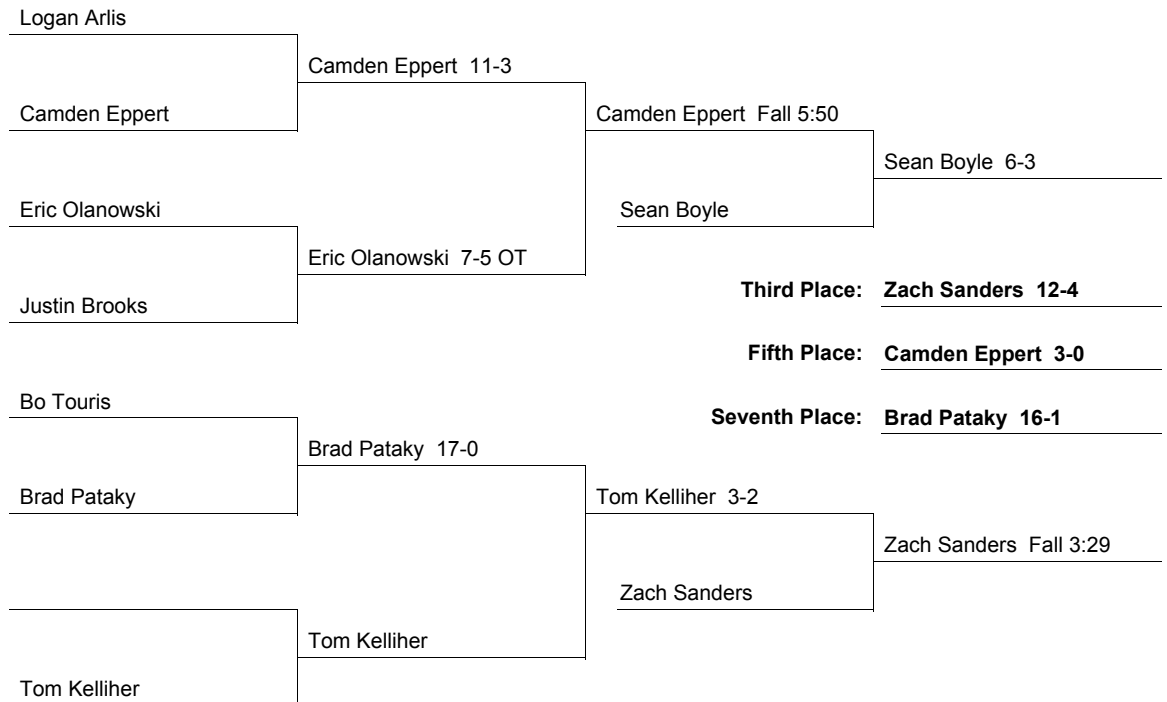 Logan Arlis
Camden Eppert 11-3
Camden Eppert
Camden Eppert Fall 5:50
Sean Boyle 6-3
Eric Olanowski
Sean Boyle
Eric Olanowski 7-5 OT
Third Place: Zach Sanders 12-4
Justin Brooks
Fifth Place: Camden Eppert 3-0
Bo Touris
Seventh Place: Brad Pataky 16-1
Brad Pataky 17-0
Brad Pataky
Tom Kelliher 3-2
Zach Sanders Fall 3:29
Zach Sanders
Tom Kelliher
Tom Kelliher